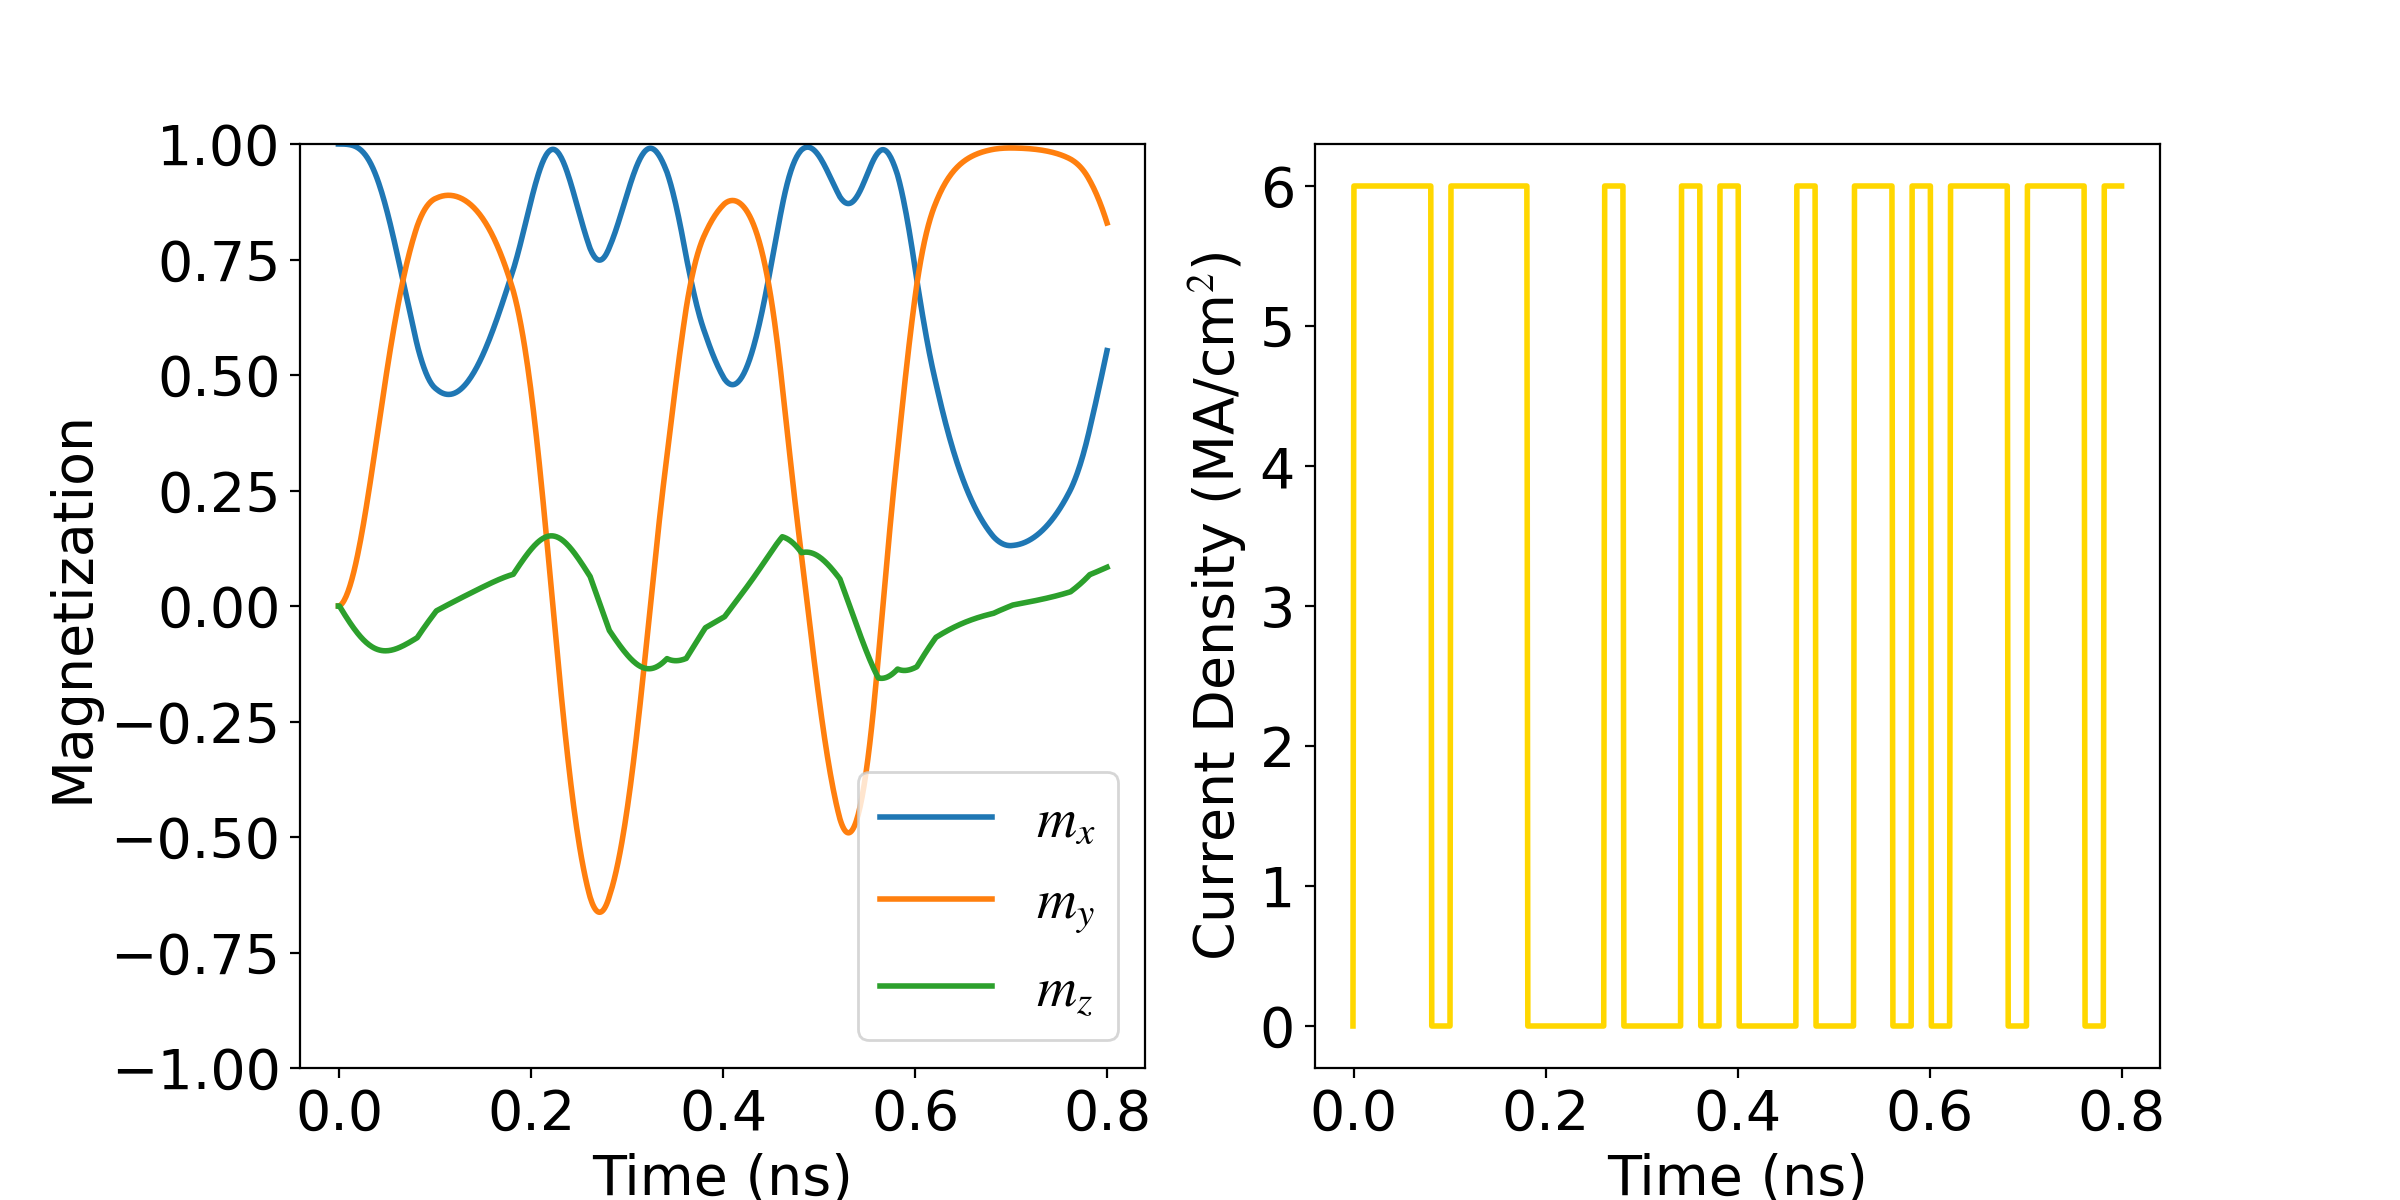 Magnetization
1.00
0.75
0.50
0.25
0.00
−0.25
−0.50
−0.75
−1.00
0.0 0.2 0.4 0.6 0.8
Time (ns)
m_x
m_y
m_z
Current Density (MA/cm²)
6
5
4
3
2
1
0
0.0 0.2 0.4 0.6 0.8
Time (ns)